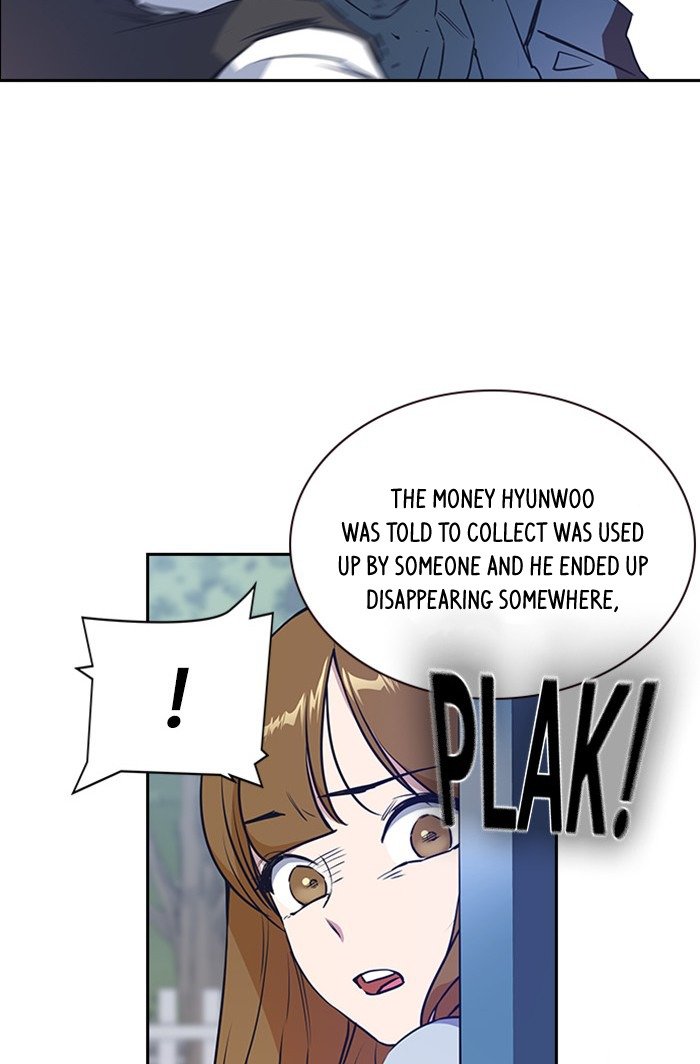 THE MONEY HYUNWOO
WAS TOLD TO COLLECT WAS USED
UP BY SOMEONE AND HE ENDED UP
DISAPPEARING SOMEWHERE,
!
PLAK!